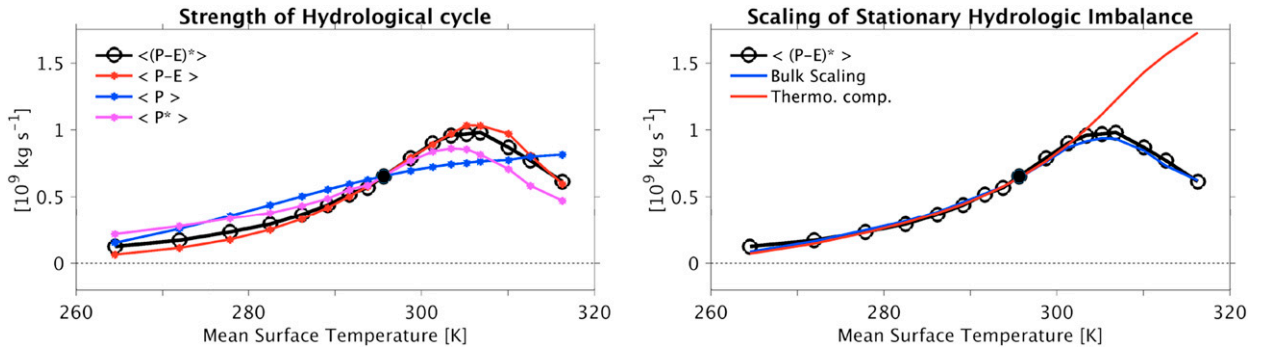 Strength of Hydrological cycle
<(P-E)*>
< P-E >
< P >
< P* >
1.5
1
0.5
0
[10⁹ kg s⁻¹]
260 280 300 320
Mean Surface Temperature [K]
Scaling of Stationary Hydrologic Imbalance
< (P-E)* >
Bulk Scaling
Thermo. comp.
1.5
1
0.5
0
[10⁹ kg s⁻¹]
260 280 300 320
Mean Surface Temperature [K]